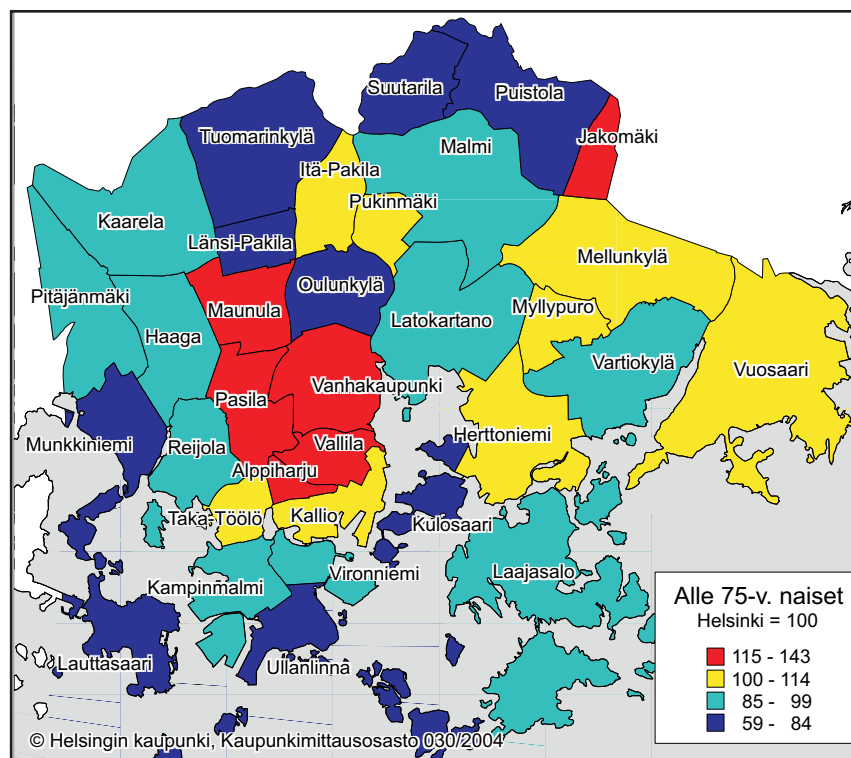 Suutarila
Puistola
Tuomarinkylä
Jakomäki
Malmi
Itä-Pakila
Pukinmäki
Kaarela
Länsi-Pakila
Mellunkylä
Pitäjänmäki
Oulunkylä
Maunula
Myllypuro
Latokartano
Haaga
Vartiokylä
Vuosaari
Vanhakaupunki
Pasila
Munkkiniemi
Reijola
Vallila
Herttoniemi
Alppiharju
Taka-Töölö
Kallio
Kulosaari
Vironniemi
Laajasalo
Kampinmalmi
Lauttasaari
Ullanlinna
Alle 75-v. naiset
Helsinki = 100
115 - 143
100 - 114
85 - 99
59 - 84
© Helsingin kaupunki, Kaupunkimittausosasto 030/2004